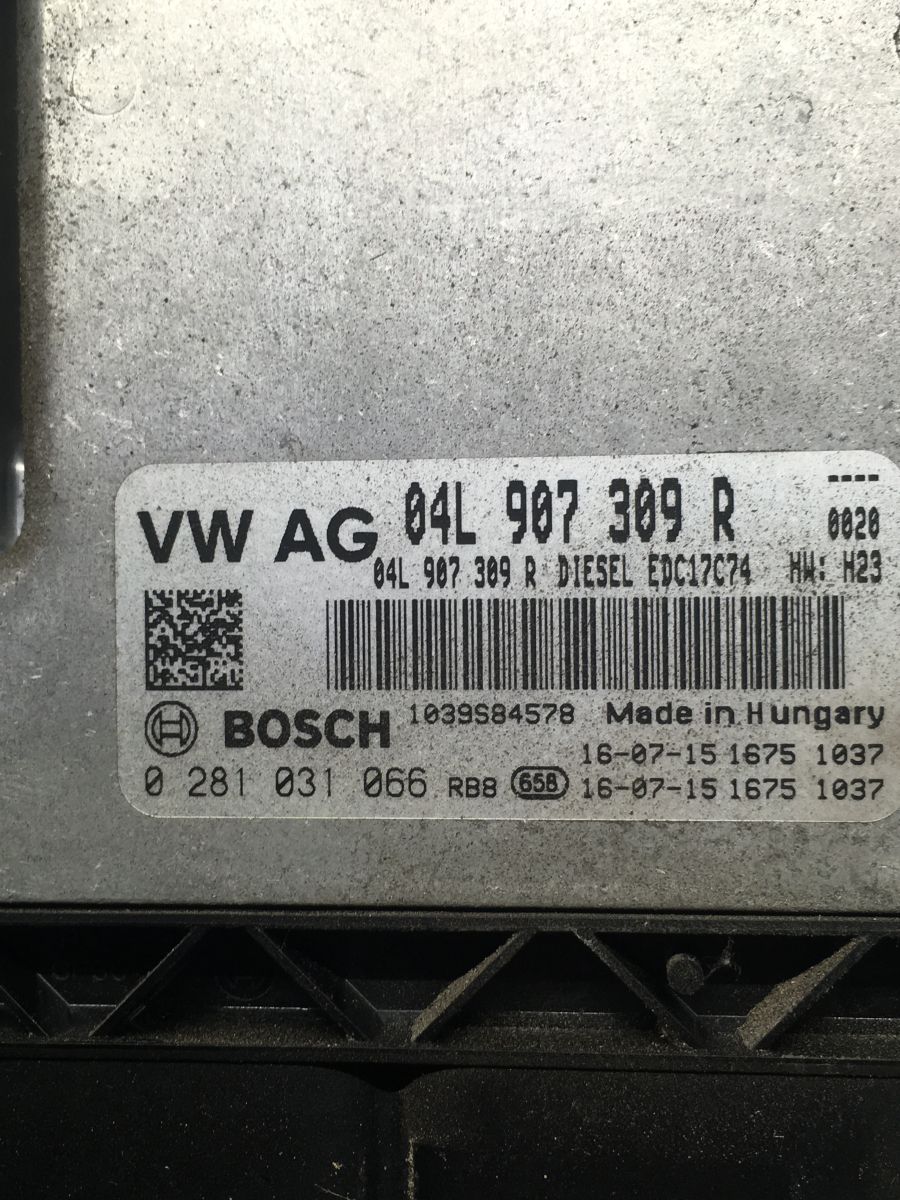 VW AG 04L 907 309 R ----
0020
04L 907 309 R DIESEL EDC17C74 HW: H23
BOSCH 1039S84578 Made in Hungary
16-07-15 1675 1037
0 281 031 066 RB8 658 16-07-15 1675 1037